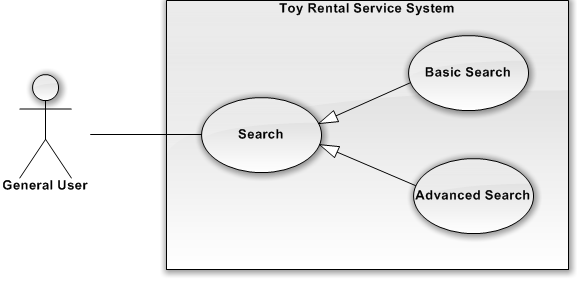 Toy Rental Service System
Basic Search
Search
Advanced Search
General User